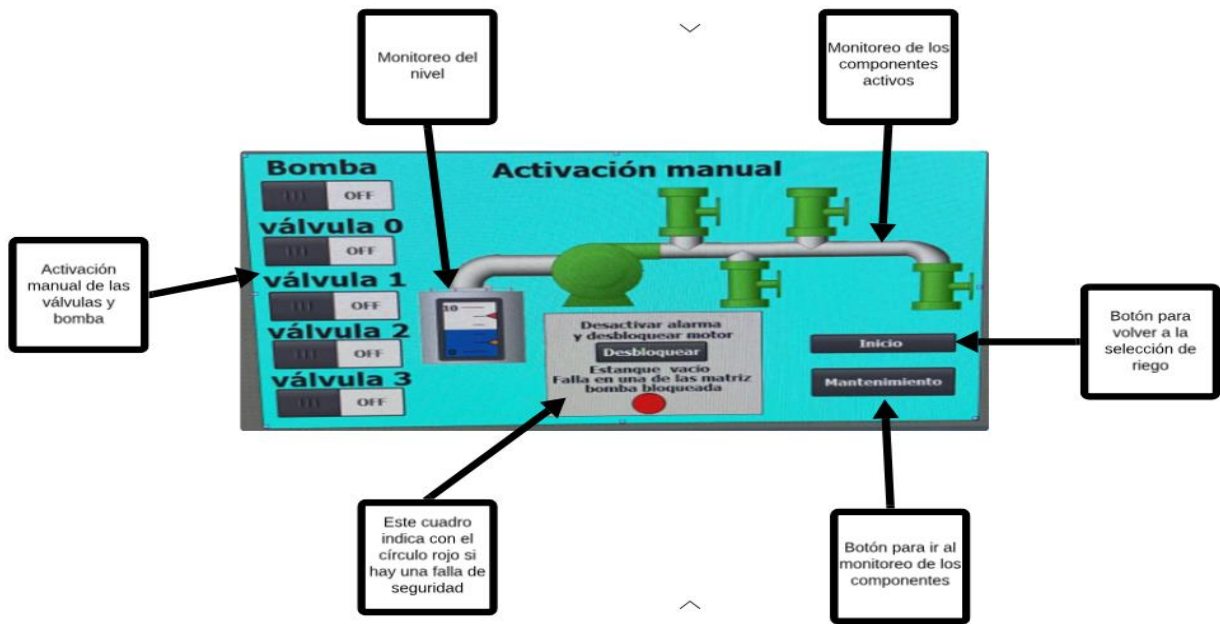 Monitoreo del
nivel
Monitoreo de los
componentes
activos
Activación
manual de las
válvulas y
bomba
Bomba
OFF
válvula 0
OFF
válvula 1
OFF
válvula 2
OFF
válvula 3
OFF
Activación manual
10
0
Desactivar alarma
y desbloquear motor
Desbloquear
Estanque vacío
Falla en una de las matriz
bomba bloqueada
Inicio
Mantenimiento
Botón para
volver a la
selección de
riego
Este cuadro
indica con el
círculo rojo si
hay una falla de
seguridad
Botón para ir al
monitoreo de los
componentes